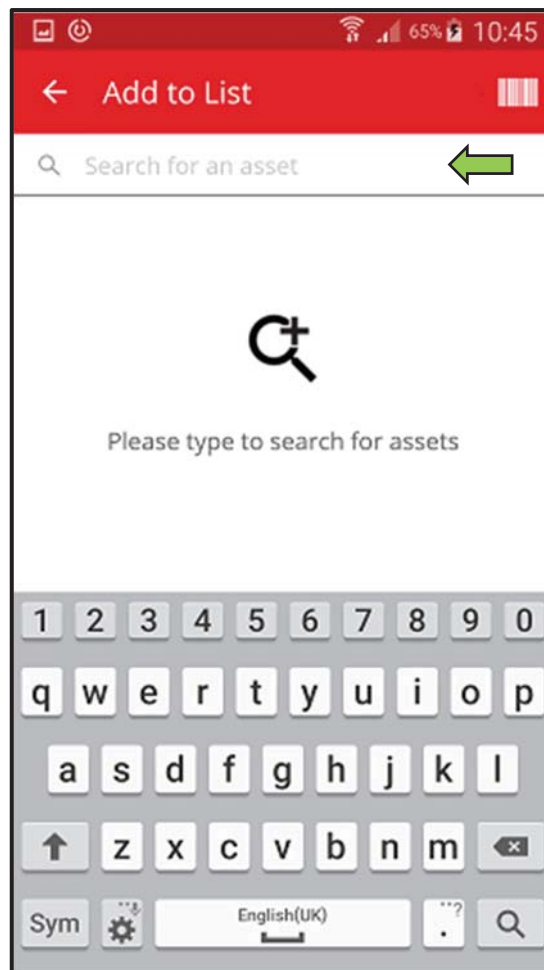 65% 10:45
Add to List
Search for an asset
Please type to search for assets
1 2 3 4 5 6 7 8 9 0
q w e r t y u i o p
a s d f g h j k l
z x c v b n m
Sym English(UK) . ?